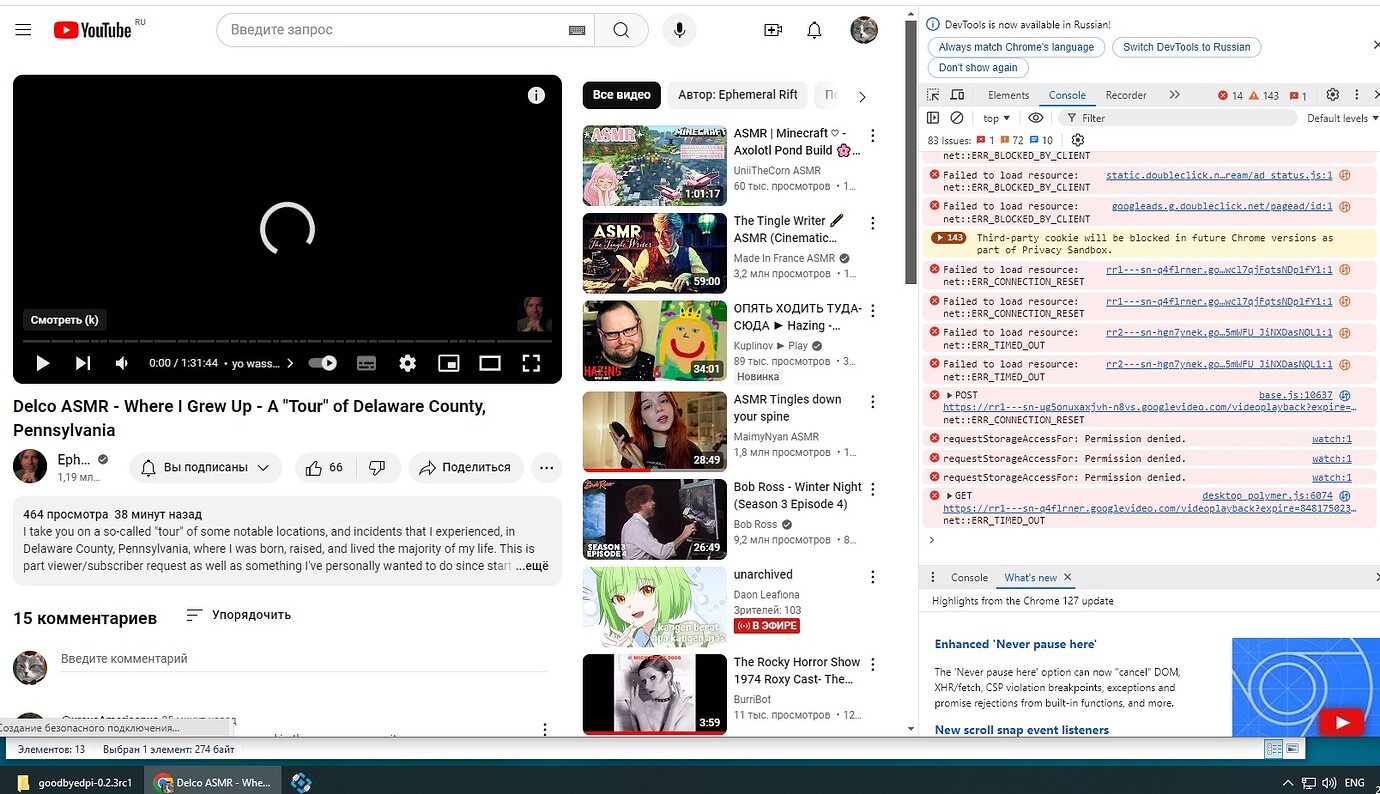 YouTube
RU
Введите запрос
Смотреть (k)
0:00 / 1:31:44 • yo wass...
Delco ASMR - Where I Grew Up - A "Tour" of Delaware County,
Pennsylvania
Eph...
1,19 мл...
Вы подписаны
66
Поделиться
464 просмотра 38 минут назад
I take you on a so-called "tour" of some notable locations, and incidents that I experienced, in
Delaware County, Pennsylvania, where I was born, raised, and lived the majority of my life. This is
part viewer/subscriber request as well as something I've personally wanted to do since start ...ещё
15 комментариев
Упорядочить
Введите комментарий
Создание безопасного подключения...
Все видео
Автор: Ephemeral Rift
ASMR
MINECRAFT
1:01:17
ASMR | Minecraft ♡ -
Axolotl Pond Build 🌸...
UniiTheCorn ASMR
60 тыс. просмотров • 1...
ASMR
The Tingle Writer
59:00
The Tingle Writer 🖊
ASMR (Cinematic...
Made In France ASMR
3,2 млн просмотров • 1...
HAZING
34:01
ОПЯТЬ ХОДИТЬ ТУДА-
СЮДА ► Hazing -...
Kuplinov ► Play
89 тыс. просмотров • 3...
Новинка
28:49
ASMR Tingles down
your spine
MaimyNyan ASMR
1,8 млн просмотров • 1...
Bob Ross
SEASON 3
EPISODE 4
26:49
Bob Ross - Winter Night
(Season 3 Episode 4)
Bob Ross
9,2 млн просмотров • 8...
kangen berat
apa kangen aja?
unarchived
Daon Leafiona
Зрителей: 103
В ЭФИРЕ
3:59
The Rocky Horror Show
1974 Roxy Cast- The...
BurriBot
11 тыс. просмотров • 12...
DevTools is now available in Russian!
Always match Chrome's language
Switch DevTools to Russian
Don't show again
Elements
Console
Recorder
14
143
1
top
Filter
Default levels
83 Issues:
1
72
10
net::ERR_BLOCKED_BY_CLIENT
Failed to load resource: static.doubleclick.n…ream/ad_status.js:1
net::ERR_BLOCKED_BY_CLIENT
Failed to load resource: googleads.g.doubleclick.net/pagead/id:1
net::ERR_BLOCKED_BY_CLIENT
143 Third-party cookie will be blocked in future Chrome versions as
part of Privacy Sandbox.
Failed to load resource: rr1---sn-q4flrner.go…wcl7qjFqtsNDp1fY1:1
net::ERR_CONNECTION_RESET
Failed to load resource: rr1---sn-q4flrner.go…wcl7qjFqtsNDp1fY1:1
net::ERR_CONNECTION_RESET
Failed to load resource: rr2---sn-hgn7ynek.go…5mWFU_JiNXDasNQL1:1
net::ERR_TIMED_OUT
Failed to load resource: rr2---sn-hgn7ynek.go…5mWFU_JiNXDasNQL1:1
net::ERR_TIMED_OUT
POST base.js:10637
https://rr1---sn-ug5onuxaxjvh-n8vs.googlevideo.com/videoplayback?expire=…
net::ERR_CONNECTION_RESET
requestStorageAccessFor: Permission denied. watch:1
requestStorageAccessFor: Permission denied. watch:1
requestStorageAccessFor: Permission denied. watch:1
GET desktop_polymer.js:6074
https://rr1---sn-q4flrner.googlevideo.com/videoplayback?expire=848175023…
net::ERR_TIMED_OUT
Console
What's new
Highlights from the Chrome 127 update
Enhanced 'Never pause here'
The 'Never pause here' option can now "cancel" DOM,
XHR/fetch, CSP violation breakpoints, exceptions and
promise rejections from built-in functions, and more.
New scroll snap event listeners
Элементов: 13
Выбран 1 элемент: 274 байт
goodbyedpi-0.2.3rc1
Delco ASMR - Whe...
ENG